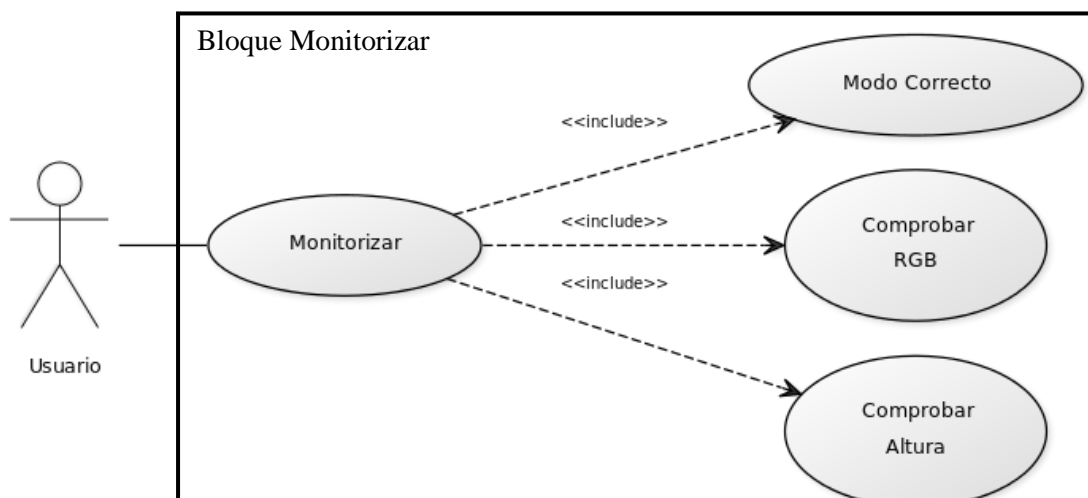 Bloque Monitorizar
Modo Correcto
<<include>>
<<include>>
Monitorizar
Comprobar
RGB
<<include>>
Usuario
Comprobar
Altura